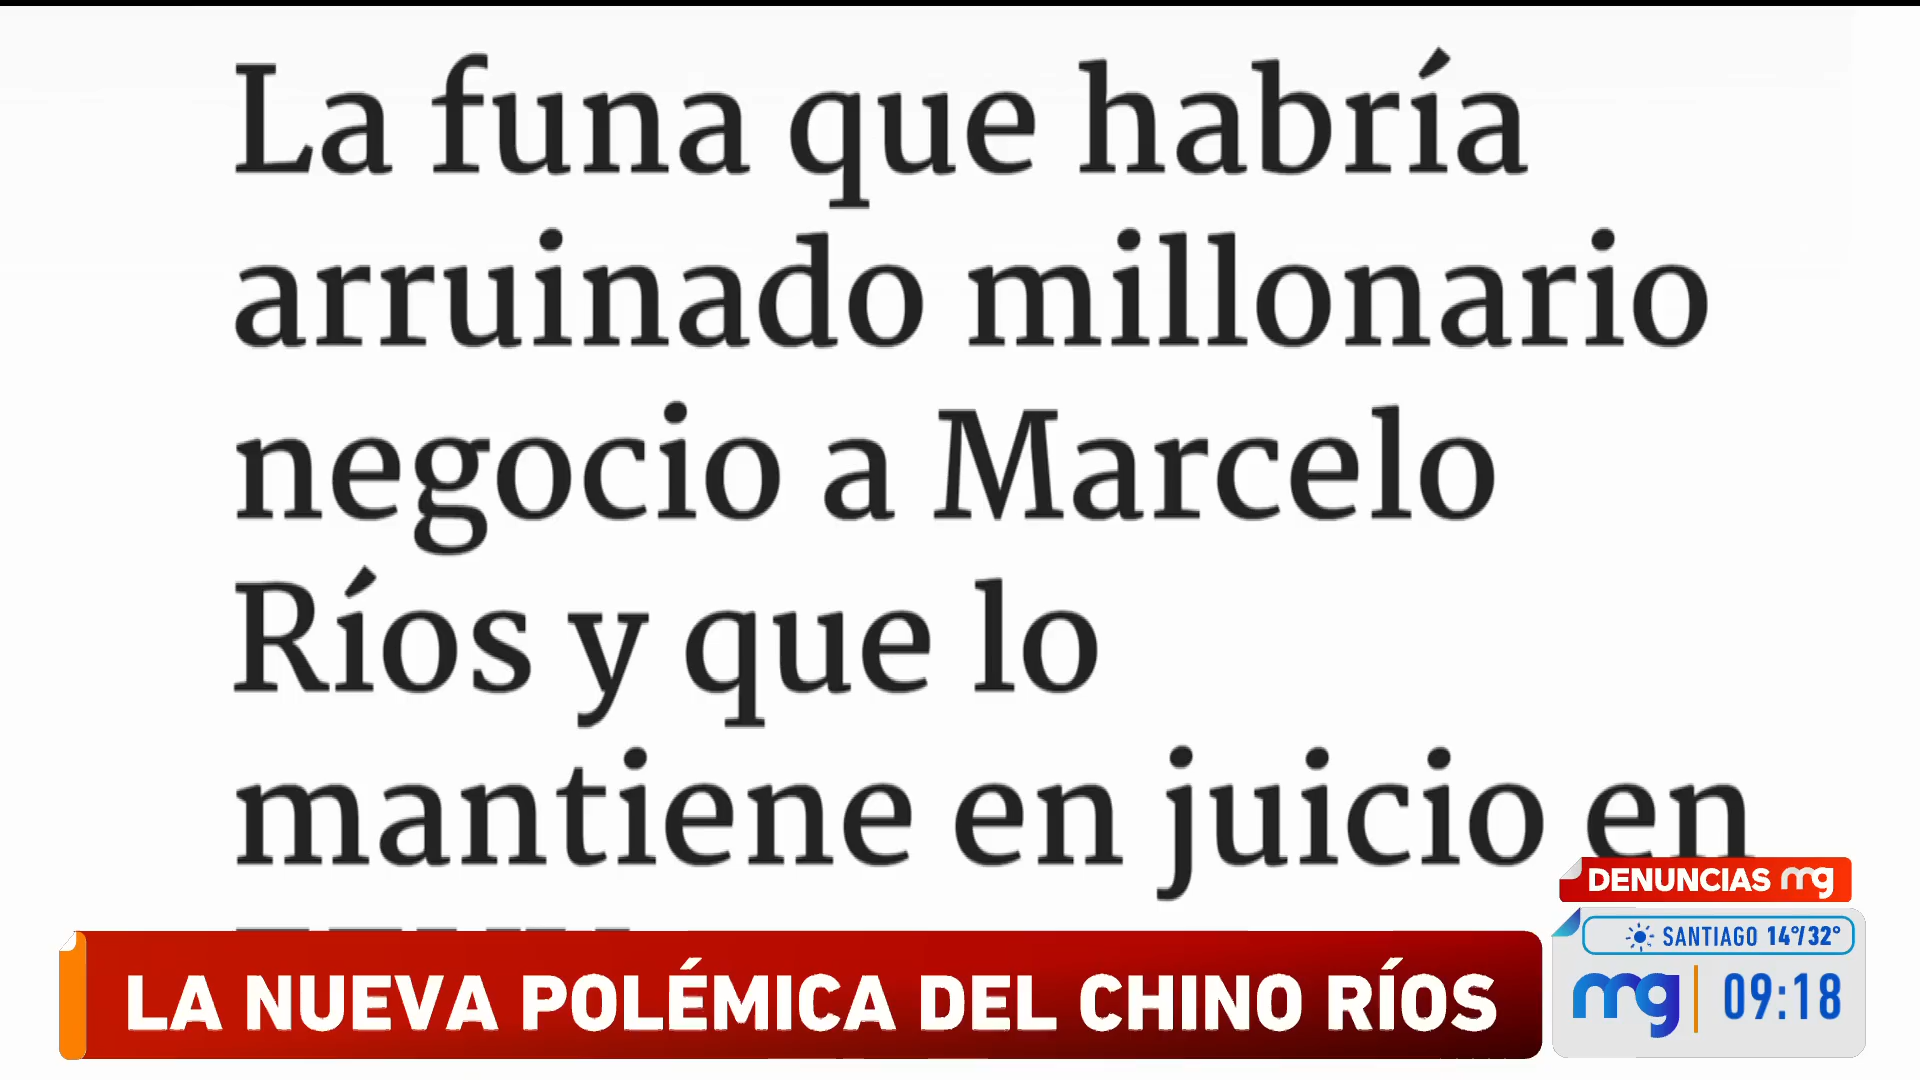 La funa que habría
arruinado millonario
negocio a Marcelo
Ríos y que lo
mantiene en juicio en
DENUNCIAS mg
SANTIAGO 14°/32°
LA NUEVA POLÉMICA DEL CHINO RÍOS
mg 09:18